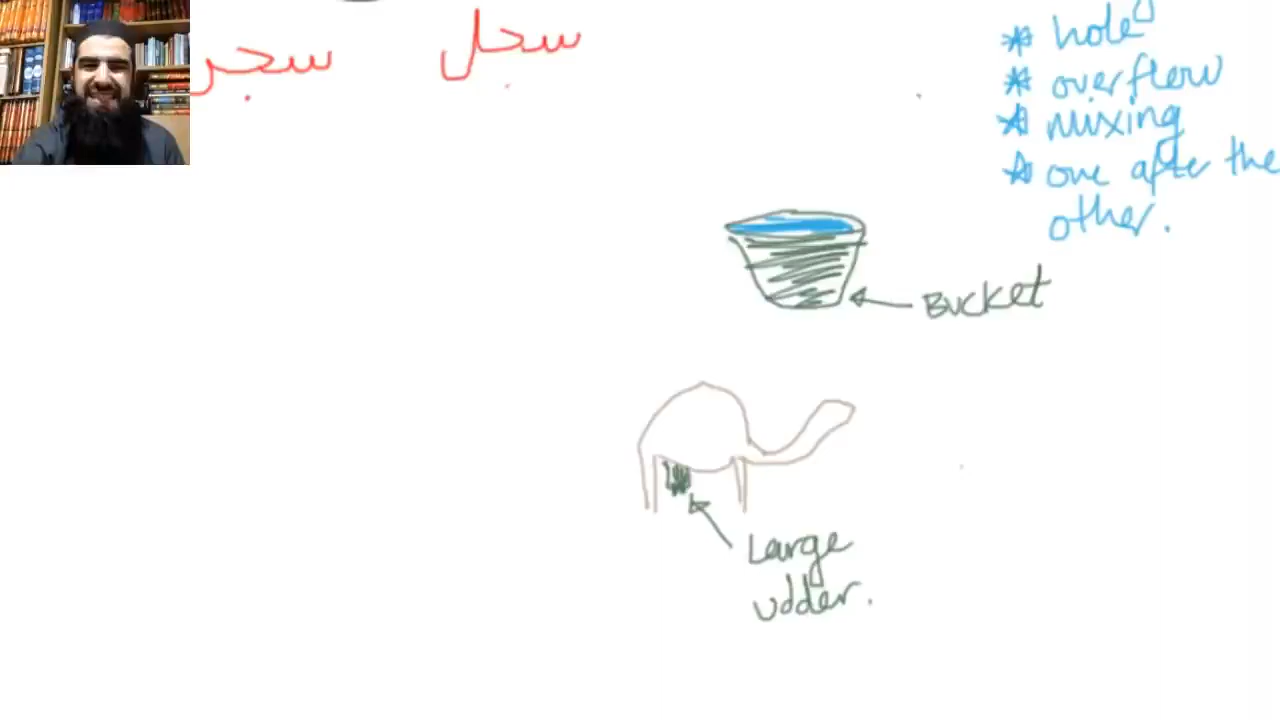 سجل سجر
* hole
* overflow
* mixing
* one after the
other.
Bucket
Large
udder.